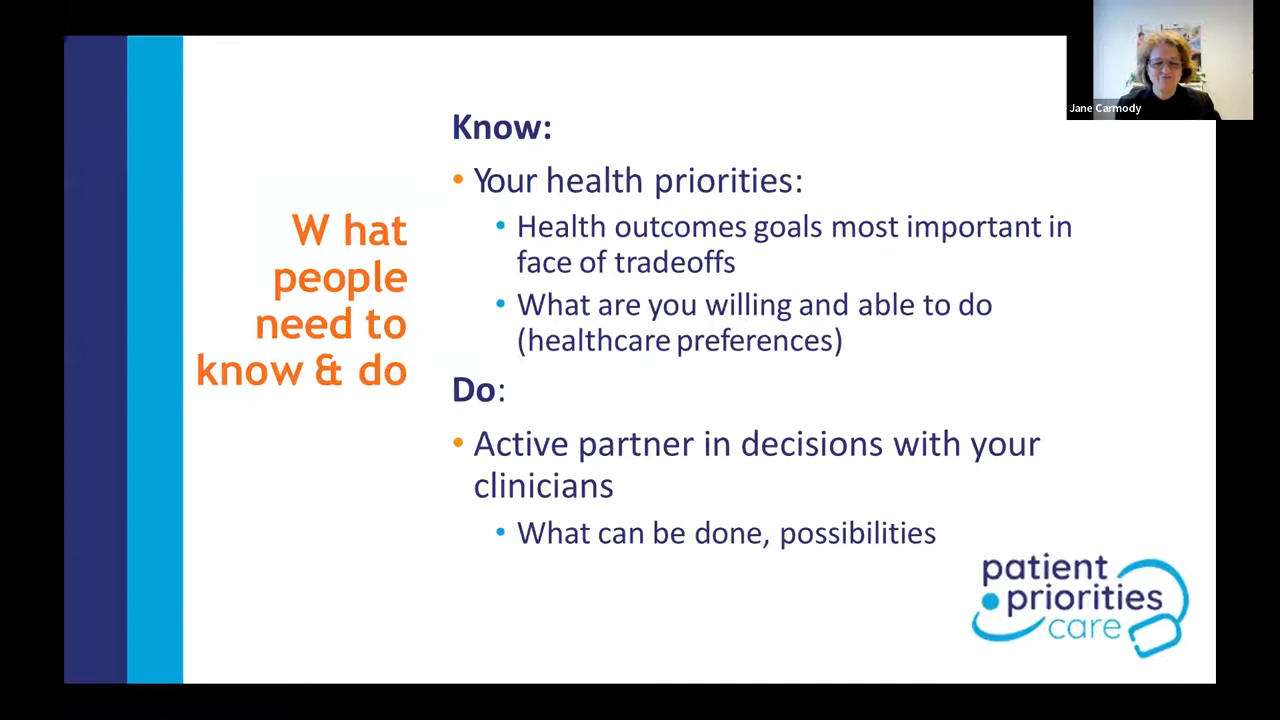 Jane Carmody
W hat
people
need to
know & do
Know:
• Your health priorities:
• Health outcomes goals most important in
face of tradeoffs
• What are you willing and able to do
(healthcare preferences)
Do:
• Active partner in decisions with your
clinicians
• What can be done, possibilities
patient
priorities
care